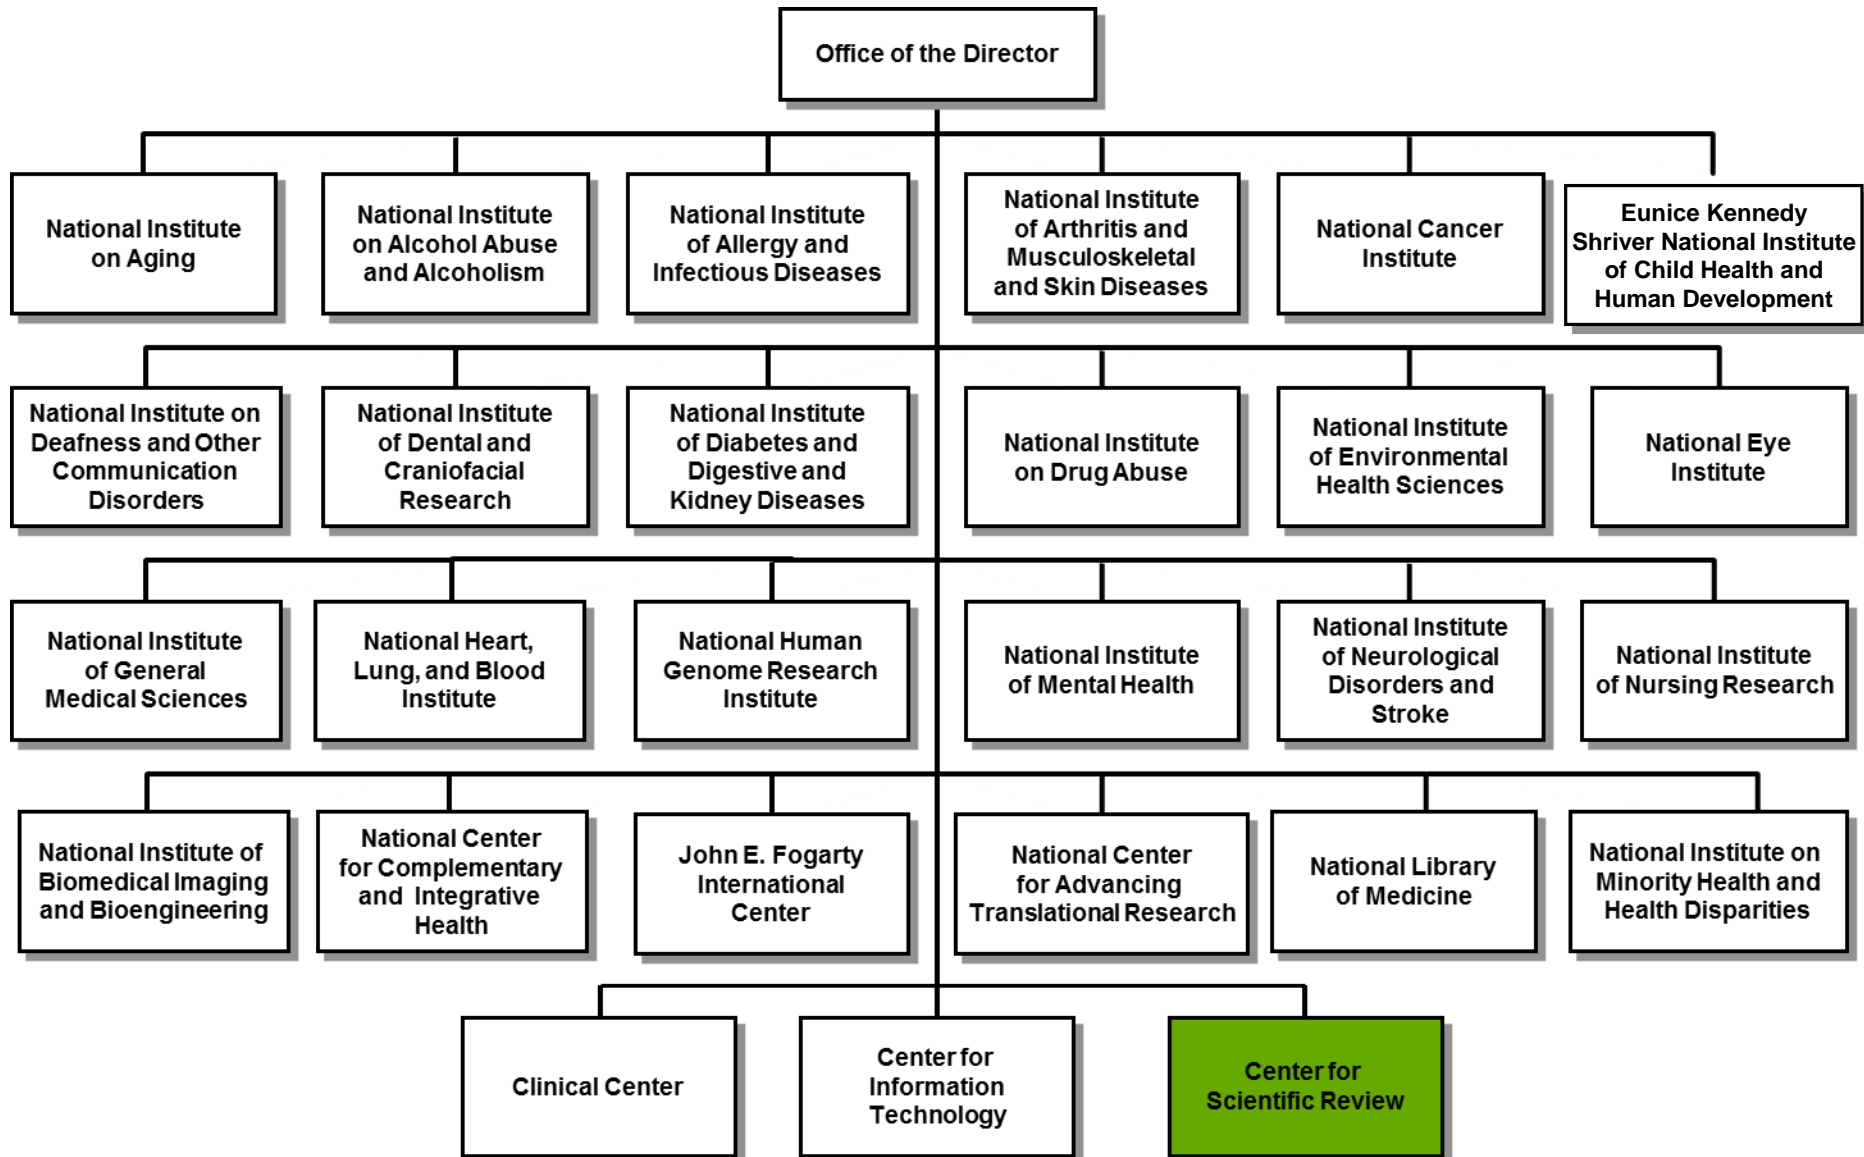 Office of the Director
National Institute
on Aging
National Institute
on Alcohol Abuse
and Alcoholism
National Institute
of Allergy and
Infectious Diseases
National Institute
of Arthritis and
Musculoskeletal
and Skin Diseases
National Cancer
Institute
Eunice Kennedy
Shriver National Institute
of Child Health and
Human Development
National Institute on
Deafness and Other
Communication
Disorders
National Institute
of Dental and
Craniofacial
Research
National Institute
of Diabetes and
Digestive and
Kidney Diseases
National Institute
on Drug Abuse
National Institute
of Environmental
Health Sciences
National Eye
Institute
National Institute
of General
Medical Sciences
National Heart,
Lung, and Blood
Institute
National Human
Genome Research
Institute
National Institute
of Mental Health
National Institute
of Neurological
Disorders and
Stroke
National Institute
of Nursing Research
National Institute of
Biomedical Imaging
and Bioengineering
National Center
for Complementary
and Integrative
Health
John E. Fogarty
International
Center
National Center
for Advancing
Translational Research
National Library
of Medicine
National Institute on
Minority Health and
Health Disparities
Clinical Center
Center for
Information
Technology
Center for
Scientific Review